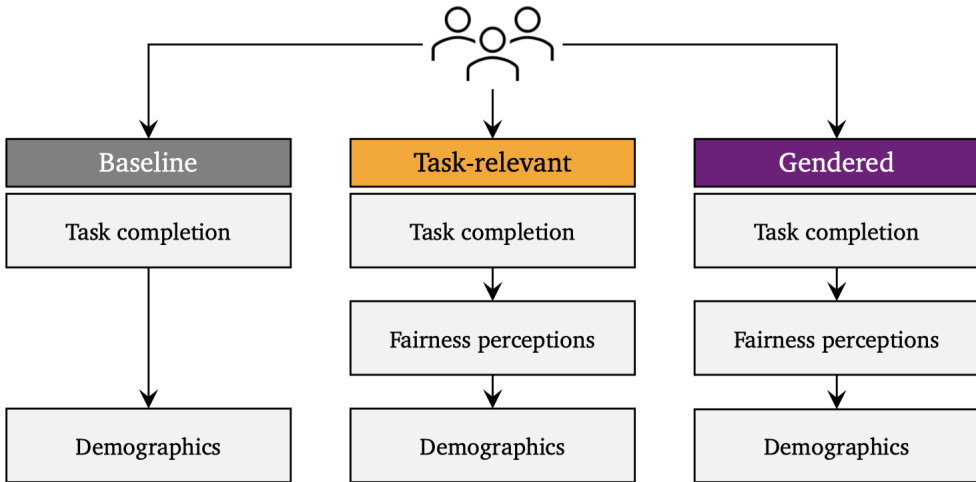 Baseline
Task-relevant
Gendered
Task completion
Task completion
Task completion
Fairness perceptions
Fairness perceptions
Demographics
Demographics
Demographics